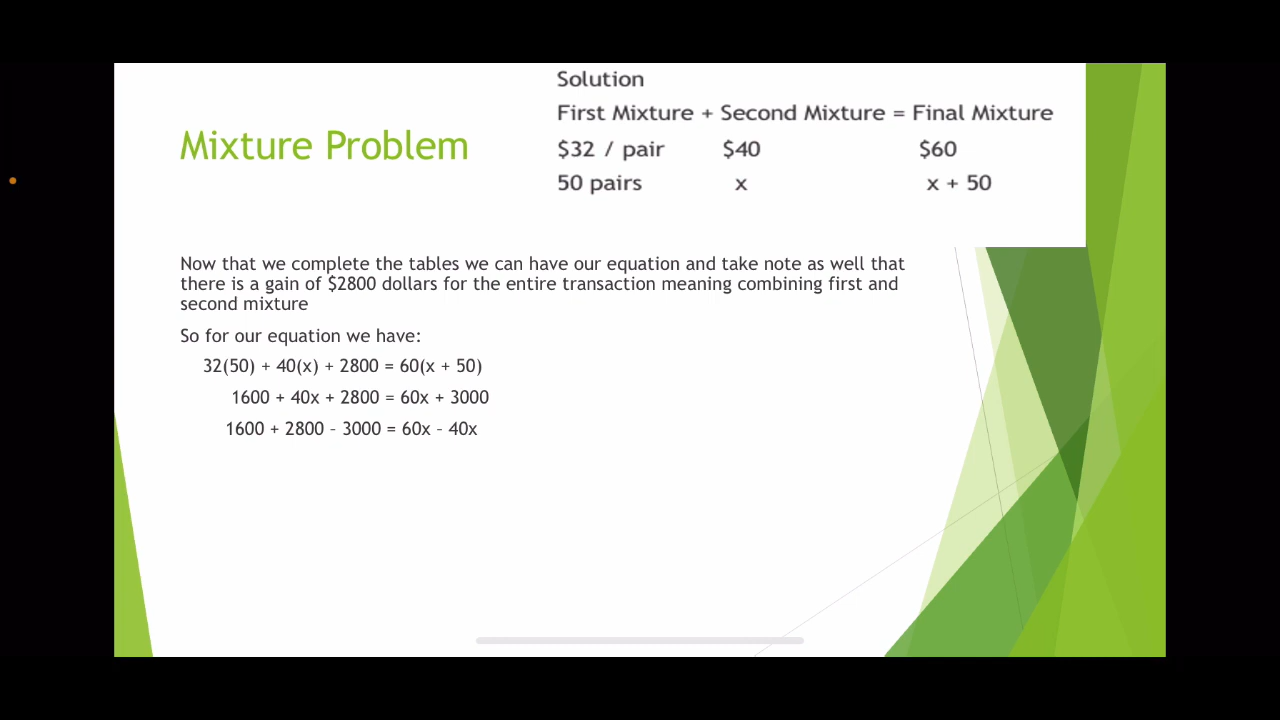 Solution
First Mixture + Second Mixture = Final Mixture
Mixture Problem
$32 / pair $40 $60
50 pairs x x + 50
Now that we complete the tables we can have our equation and take note as well that
there is a gain of $2800 dollars for the entire transaction meaning combining first and
second mixture
So for our equation we have:
32(50) + 40(x) + 2800 = 60(x + 50)
1600 + 40x + 2800 = 60x + 3000
1600 + 2800 – 3000 = 60x – 40x